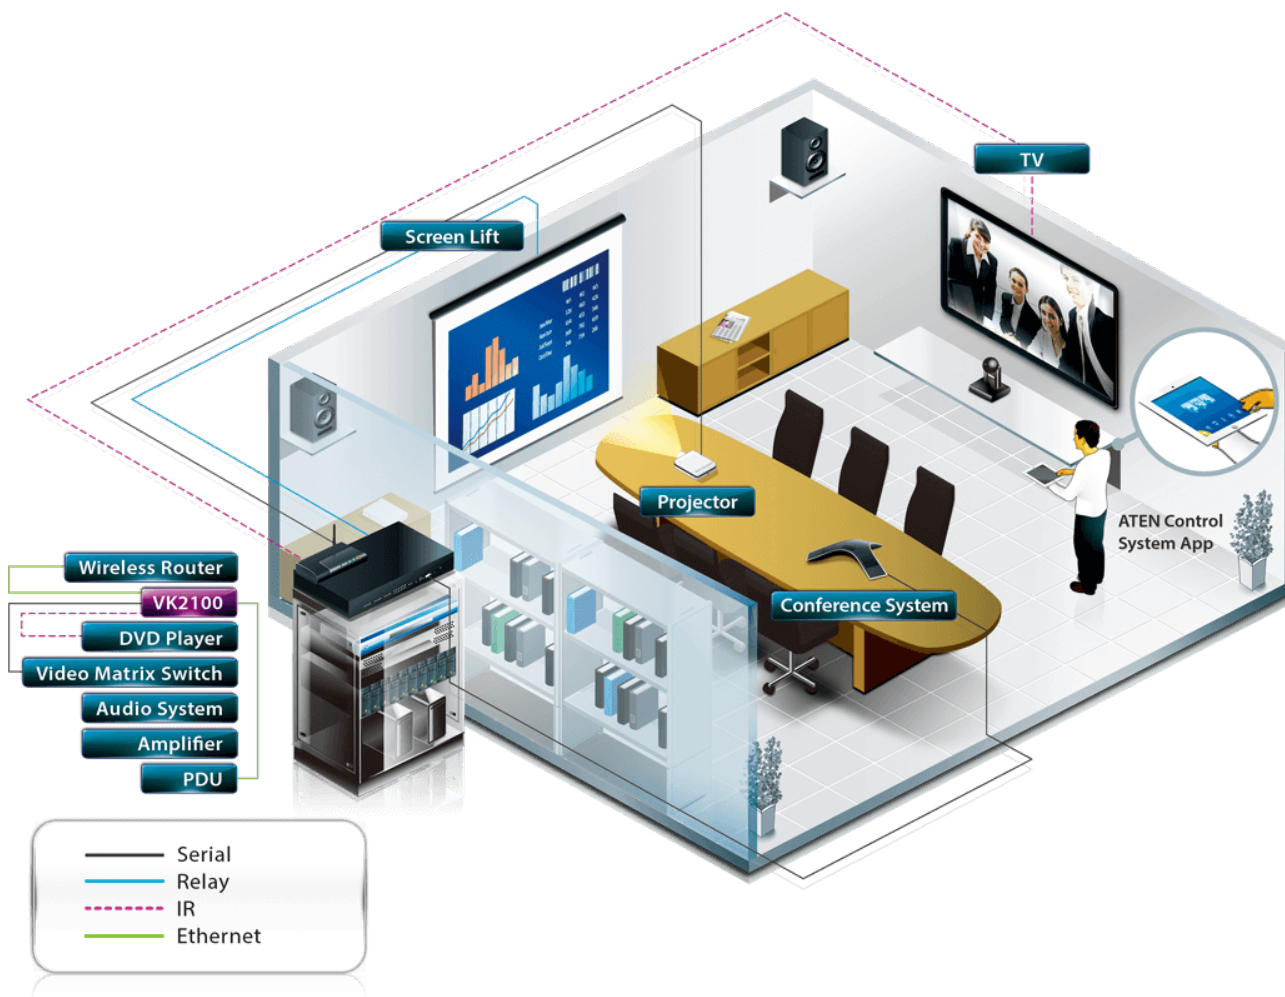 TV
Screen Lift
Projector
ATEN Control
System App
Conference System
Wireless Router
VK2100
DVD Player
Video Matrix Switch
Audio System
Amplifier
PDU
Serial
Relay
IR
Ethernet